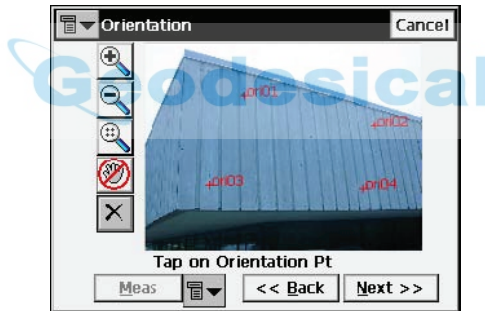 Orientation
Cancel
Geodesical
ori01
ori02
ori03
ori04
Tap on Orientation Pt
Meas
<< Back
Next >>